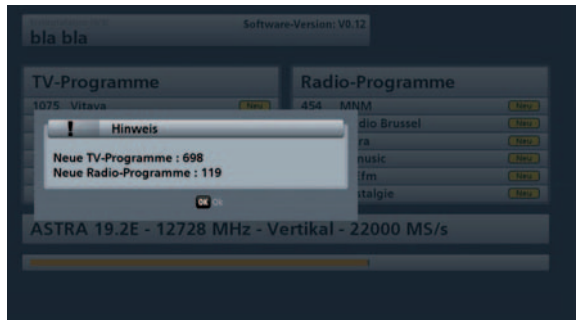 bla bla
Software-Version: V0.12
TV-Programme
Radio-Programme
1075 Vitaya Neu
454 MNM Neu
dio Brussel Neu
ra Neu
music Neu
fm Neu
stalgie Neu
! Hinweis
Neue TV-Programme : 698
Neue Radio-Programme : 119
OK Ok
ASTRA 19.2E - 12728 MHz - Vertikal - 22000 MS/s